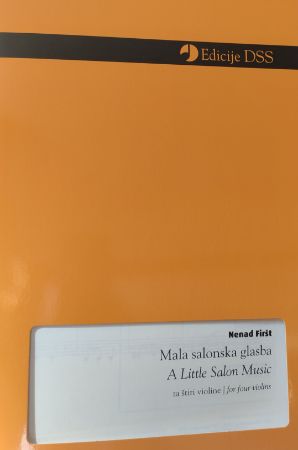 Edicije DSS
Nenad Firšt
Mala salonska glasba
A Little Salon Music
za štiri violine | for four violins